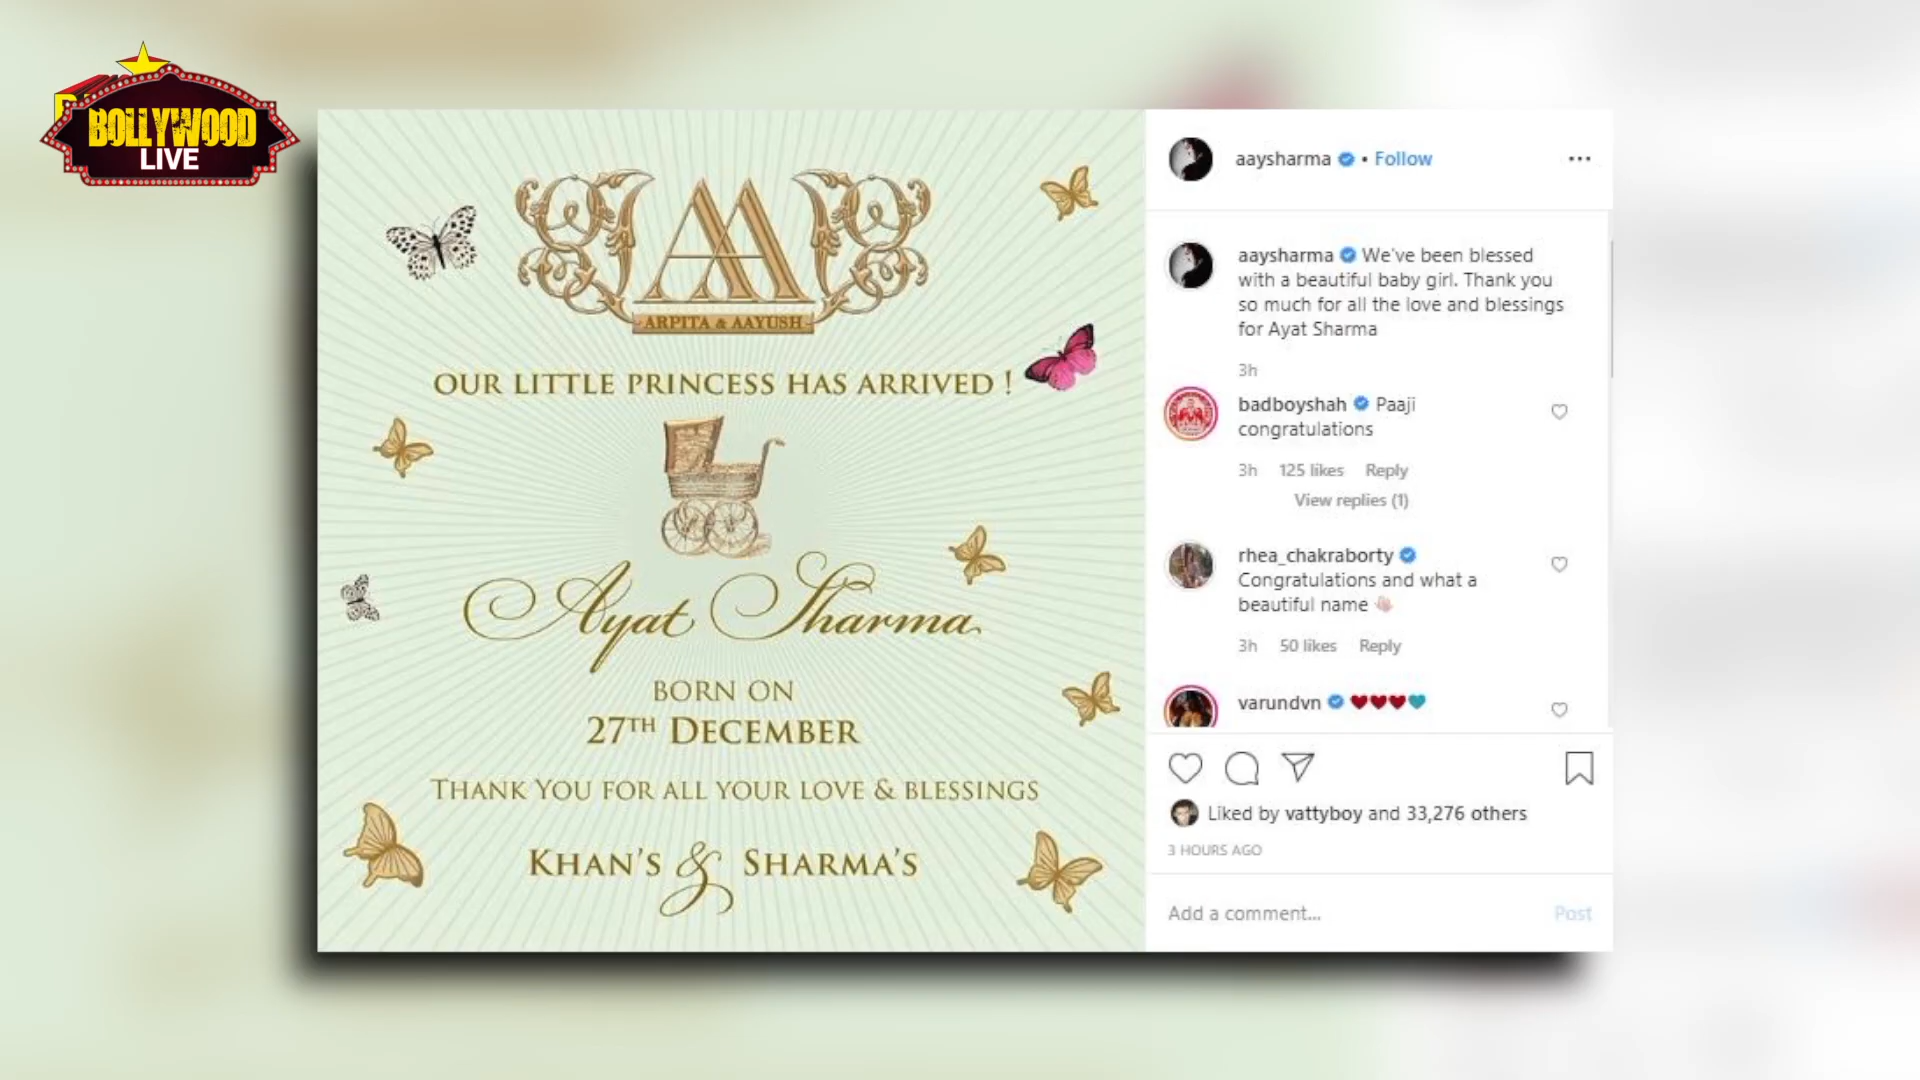 BOLLYWOOD
LIVE
AA
ARPITA & AAYUSH
OUR LITTLE PRINCESS HAS ARRIVED !
Ayat Sharma
BORN ON
27TH DECEMBER
THANK YOU FOR ALL YOUR LOVE & BLESSINGS
KHAN'S & SHARMA'S
aaysharma • Follow
aaysharma We've been blessed
with a beautiful baby girl. Thank you
so much for all the love and blessings
for Ayat Sharma
3h
badboyshah Paaji
congratulations
3h 125 likes Reply
View replies (1)
rhea_chakraborty
Congratulations and what a
beautiful name
3h 50 likes Reply
varundvn
Liked by vattyboy and 33,276 others
3 HOURS AGO
Add a comment... Post